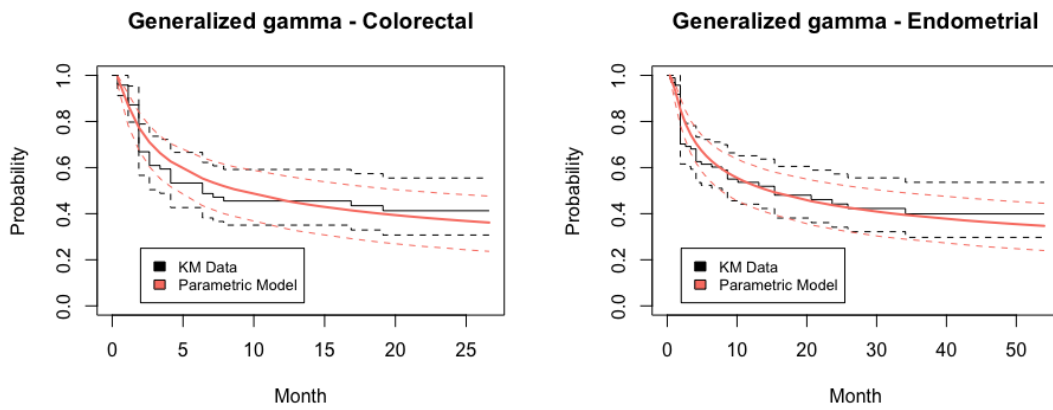 Generalized gamma - Colorectal
Probability
1.0
0.8
0.6
0.4
0.2
0.0
KM Data
Parametric Model
0 5 10 15 20 25
Month
Generalized gamma - Endometrial
Probability
1.0
0.8
0.6
0.4
0.2
0.0
KM Data
Parametric Model
0 10 20 30 40 50
Month